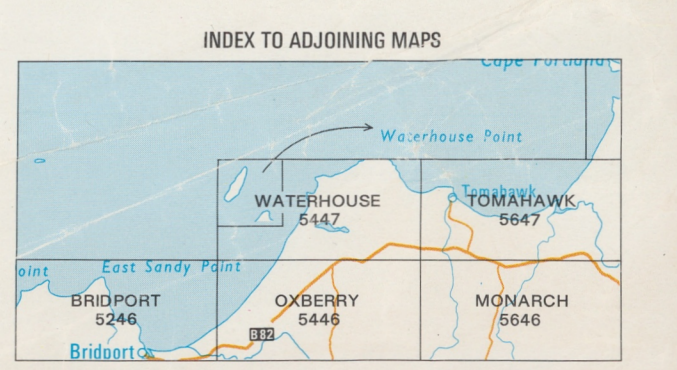 INDEX TO ADJOINING MAPS
Cape Portland
Waterhouse Point
Tomahawk
WATERHOUSE
5447
TOMAHAWK
5647
oint
East Sandy Point
BRIDPORT
5246
OXBERRY
5446
MONARCH
5646
B82
Bridport